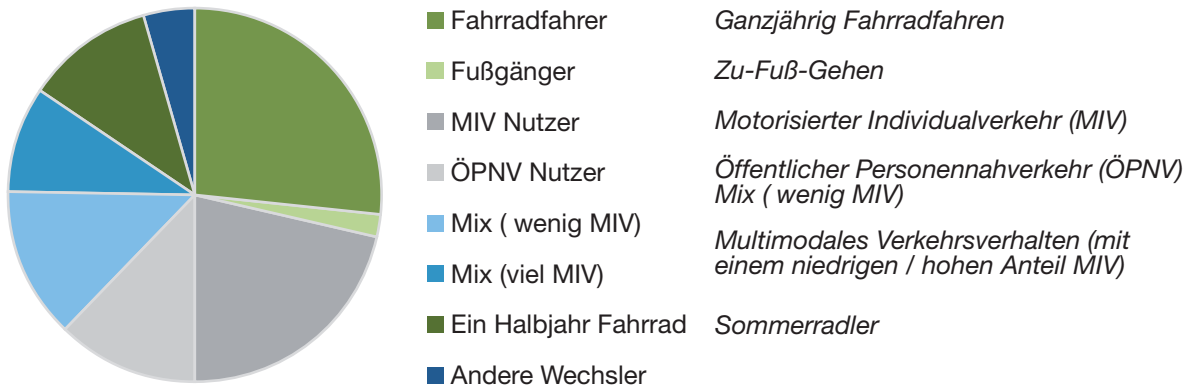 Fahrradfahrer Ganzjährig Fahrradfahren
Fußgänger Zu-Fuß-Gehen
MIV Nutzer Motorisierter Individualverkehr (MIV)
ÖPNV Nutzer Öffentlicher Personennahverkehr (ÖPNV)
Mix ( wenig MIV)
Mix ( wenig MIV) Multimodales Verkehrsverhalten (mit
einem niedrigen / hohen Anteil MIV)
Mix (viel MIV)
Ein Halbjahr Fahrrad Sommerradler
Andere Wechsler